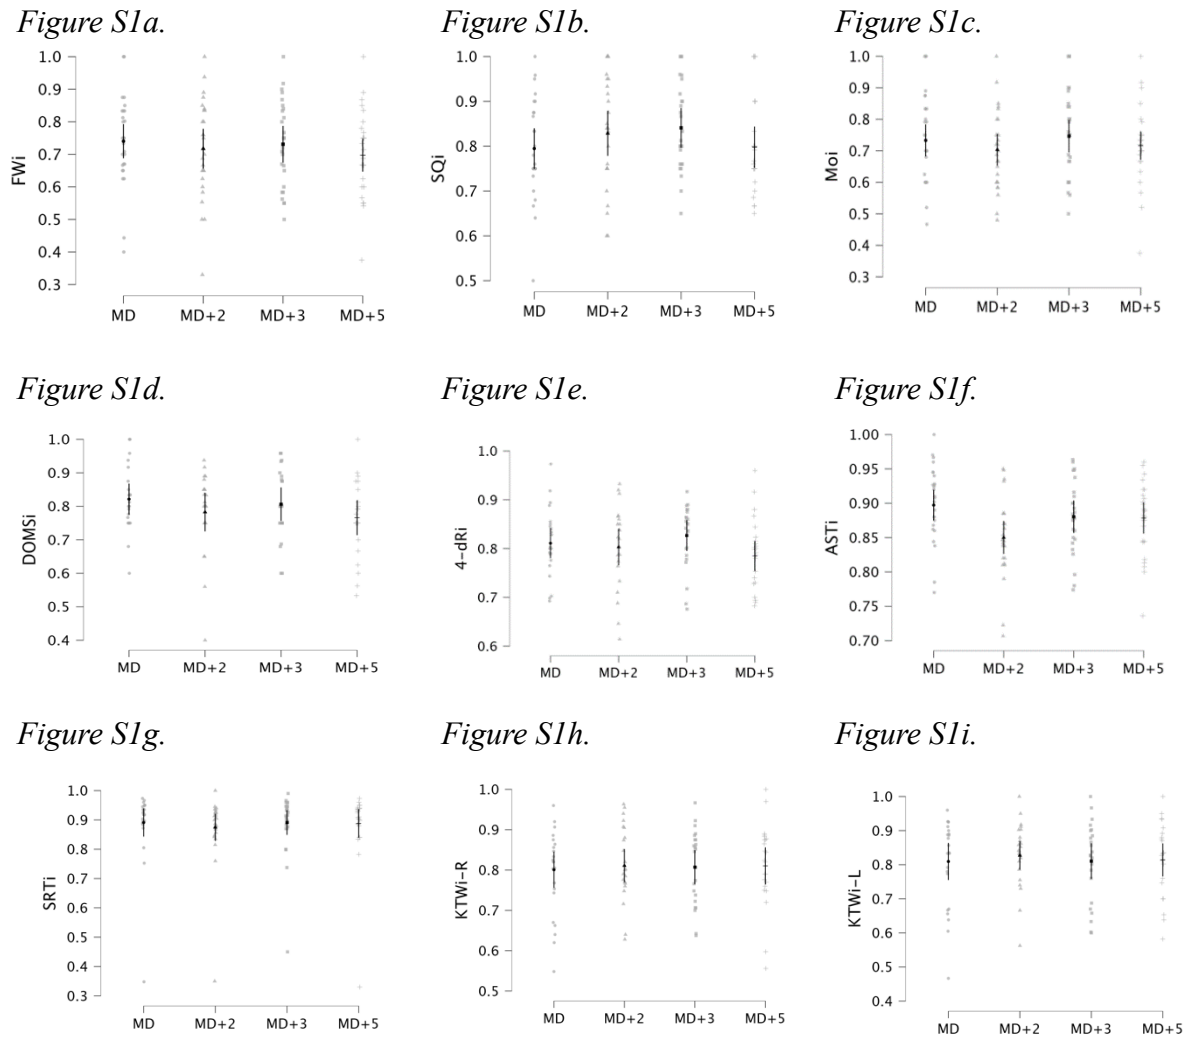 Figure S1a.
Figure S1b.
Figure S1c.
1.0
0.9
0.8
0.7
0.6
0.5
0.4
0.3
FWi
MD MD+2 MD+3 MD+5
1.0
0.9
0.8
0.7
0.6
0.5
SQi
MD MD+2 MD+3 MD+5
1.0
0.9
0.8
0.7
0.6
0.5
0.4
0.3
Moi
MD MD+2 MD+3 MD+5
Figure S1d.
Figure S1e.
Figure S1f.
1.0
0.9
0.8
0.7
0.6
0.5
0.4
DOMSi
MD MD+2 MD+3 MD+5
1.0
0.9
0.8
0.7
0.6
4-dRi
MD MD+2 MD+3 MD+5
1.00
0.95
0.90
0.85
0.80
0.75
0.70
ASTi
MD MD+2 MD+3 MD+5
Figure S1g.
Figure S1h.
Figure S1i.
1.0
0.9
0.8
0.7
0.6
0.5
0.4
0.3
SRTi
MD MD+2 MD+3 MD+5
1.0
0.9
0.8
0.7
0.6
0.5
KTWi-R
MD MD+2 MD+3 MD+5
1.0
0.9
0.8
0.7
0.6
0.5
0.4
KTWi-L
MD MD+2 MD+3 MD+5